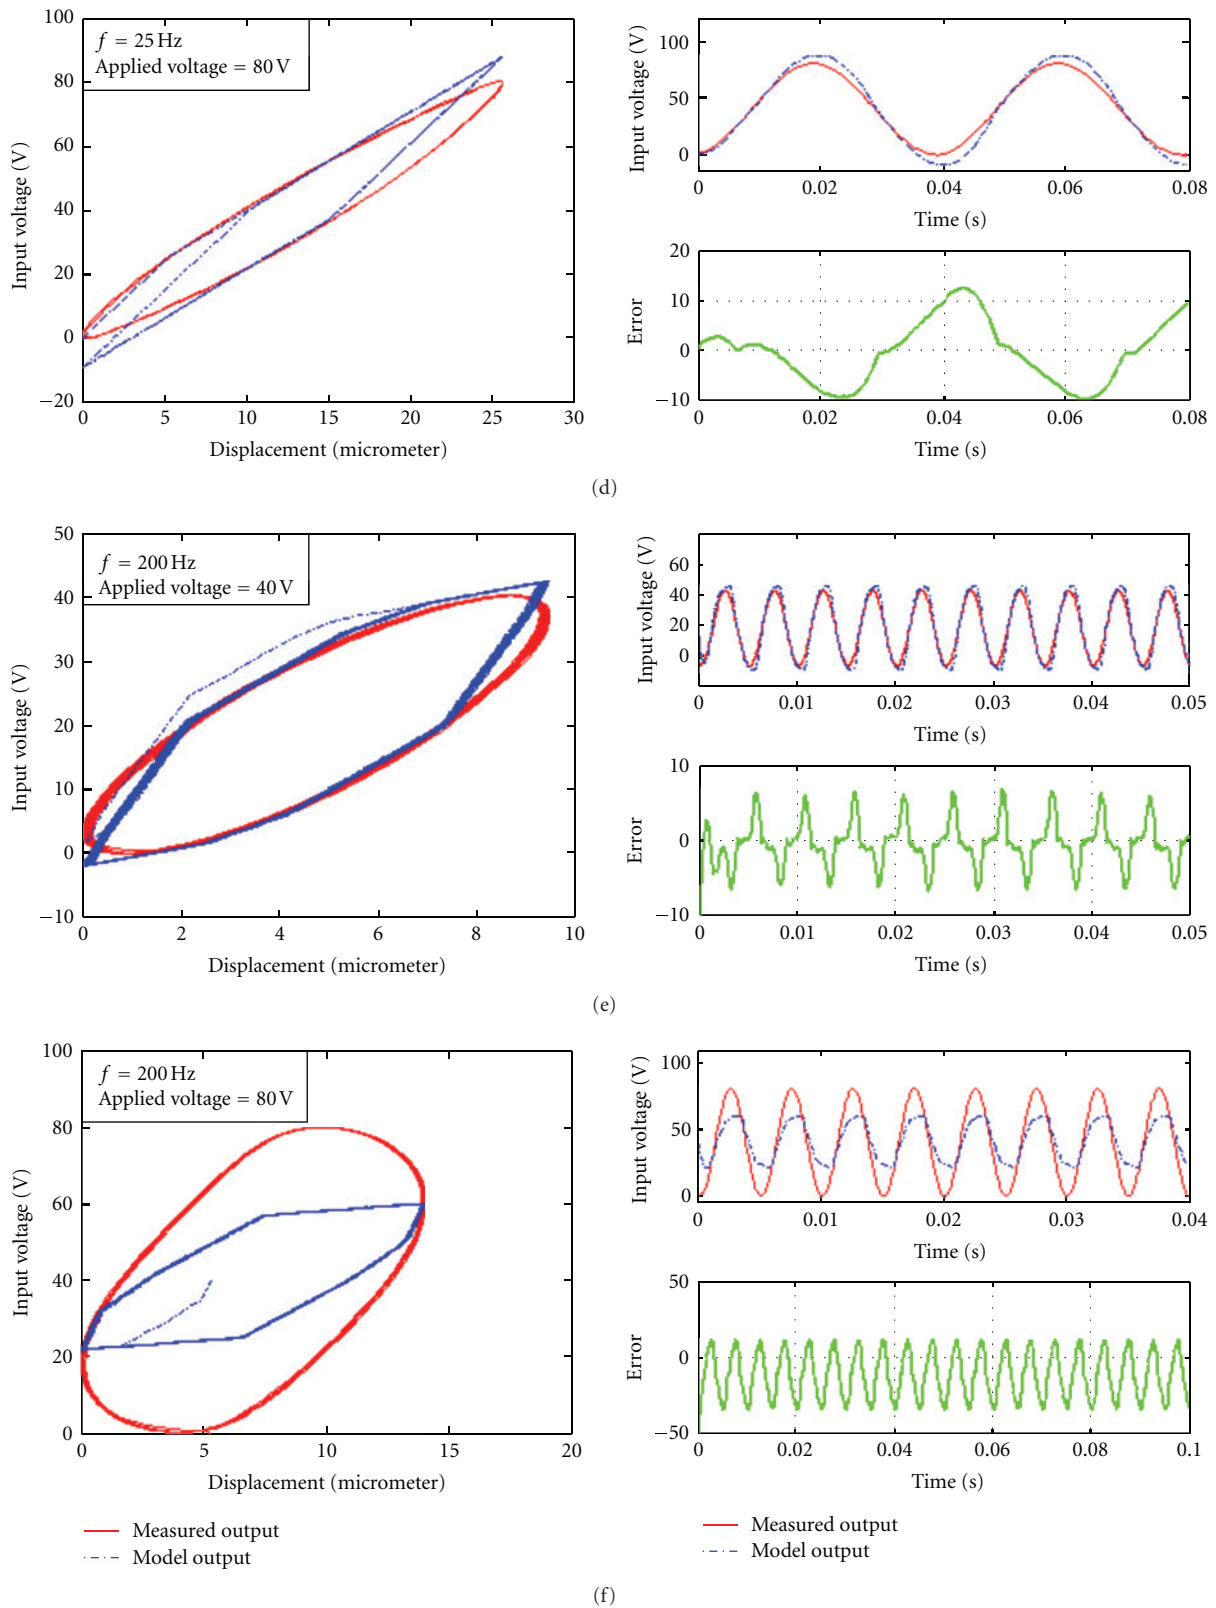 f = 25 Hz
Applied voltage = 80 V
Input voltage (V)
100
80
60
40
20
0
−20
0 5 10 15 20 25 30
Displacement (micrometer)
Input voltage (V)
100
50
0
0 0.02 0.04 0.06 0.08
Time (s)
Error
20
10
0
−10
0 0.02 0.04 0.06 0.08
Time (s)
(d)
f = 200 Hz
Applied voltage = 40 V
Input voltage (V)
50
40
30
20
10
0
−10
0 2 4 6 8 10
Displacement (micrometer)
Input voltage (V)
60
40
20
0
0 0.01 0.02 0.03 0.04 0.05
Time (s)
Error
10
0
−10
0 0.01 0.02 0.03 0.04 0.05
Time (s)
(e)
f = 200 Hz
Applied voltage = 80 V
Input voltage (V)
100
80
60
40
20
0
0 5 10 15 20
Displacement (micrometer)
Measured output
Model output
Input voltage (V)
100
50
0
0 0.01 0.02 0.03 0.04
Time (s)
Error
50
0
−50
0 0.02 0.04 0.06 0.08 0.1
Time (s)
Measured output
Model output
(f)